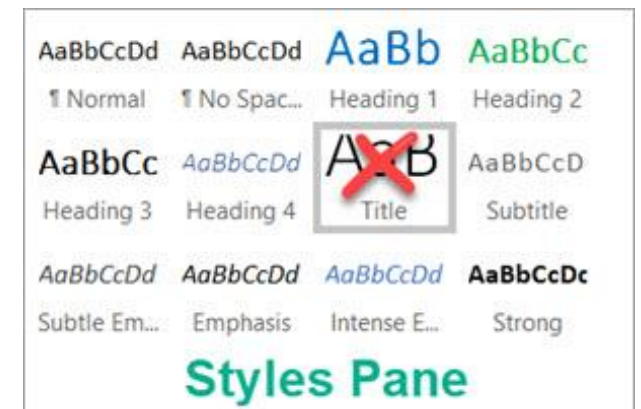 AaBbCcDd AaBbCcDd AaBb AaBbCc
¶ Normal ¶ No Spac... Heading 1 Heading 2
AaBbCc AaBbCcDd AaB AaBbCcD
Heading 3 Heading 4 Title Subtitle
AaBbCcDd AaBbCcDd AaBbCcDd AaBbCcDc
Subtle Em... Emphasis Intense E... Strong
Styles Pane